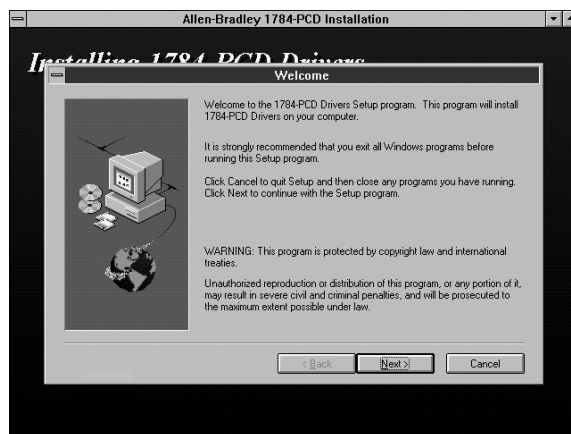 Allen-Bradley 1784-PCD Installation
Installing 1784-PCD Drivers
Welcome
Welcome to the 1784-PCD Drivers Setup program. This program will install
1784-PCD Drivers on your computer.
It is strongly recommended that you exit all Windows programs before
running this Setup program.
Click Cancel to quit Setup and then close any programs you have running.
Click Next to continue with the Setup program.
WARNING: This program is protected by copyright law and international
treaties.
Unauthorized reproduction or distribution of this program, or any portion of it,
may result in severe civil and criminal penalties, and will be prosecuted to
the maximum extent possible under law.
< Back
Next >
Cancel